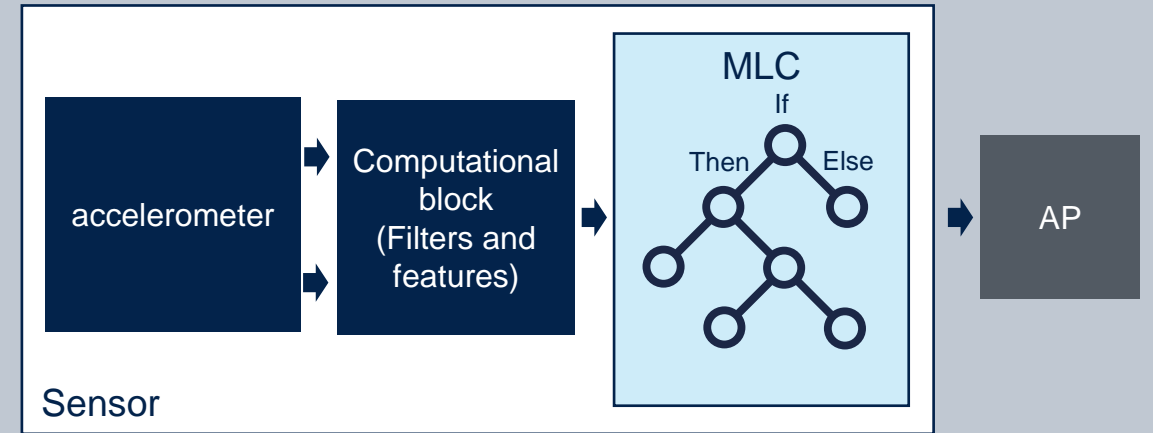 accelerometer
Computational
block
(Filters and
features)
MLC
If
Then
Else
AP
Sensor